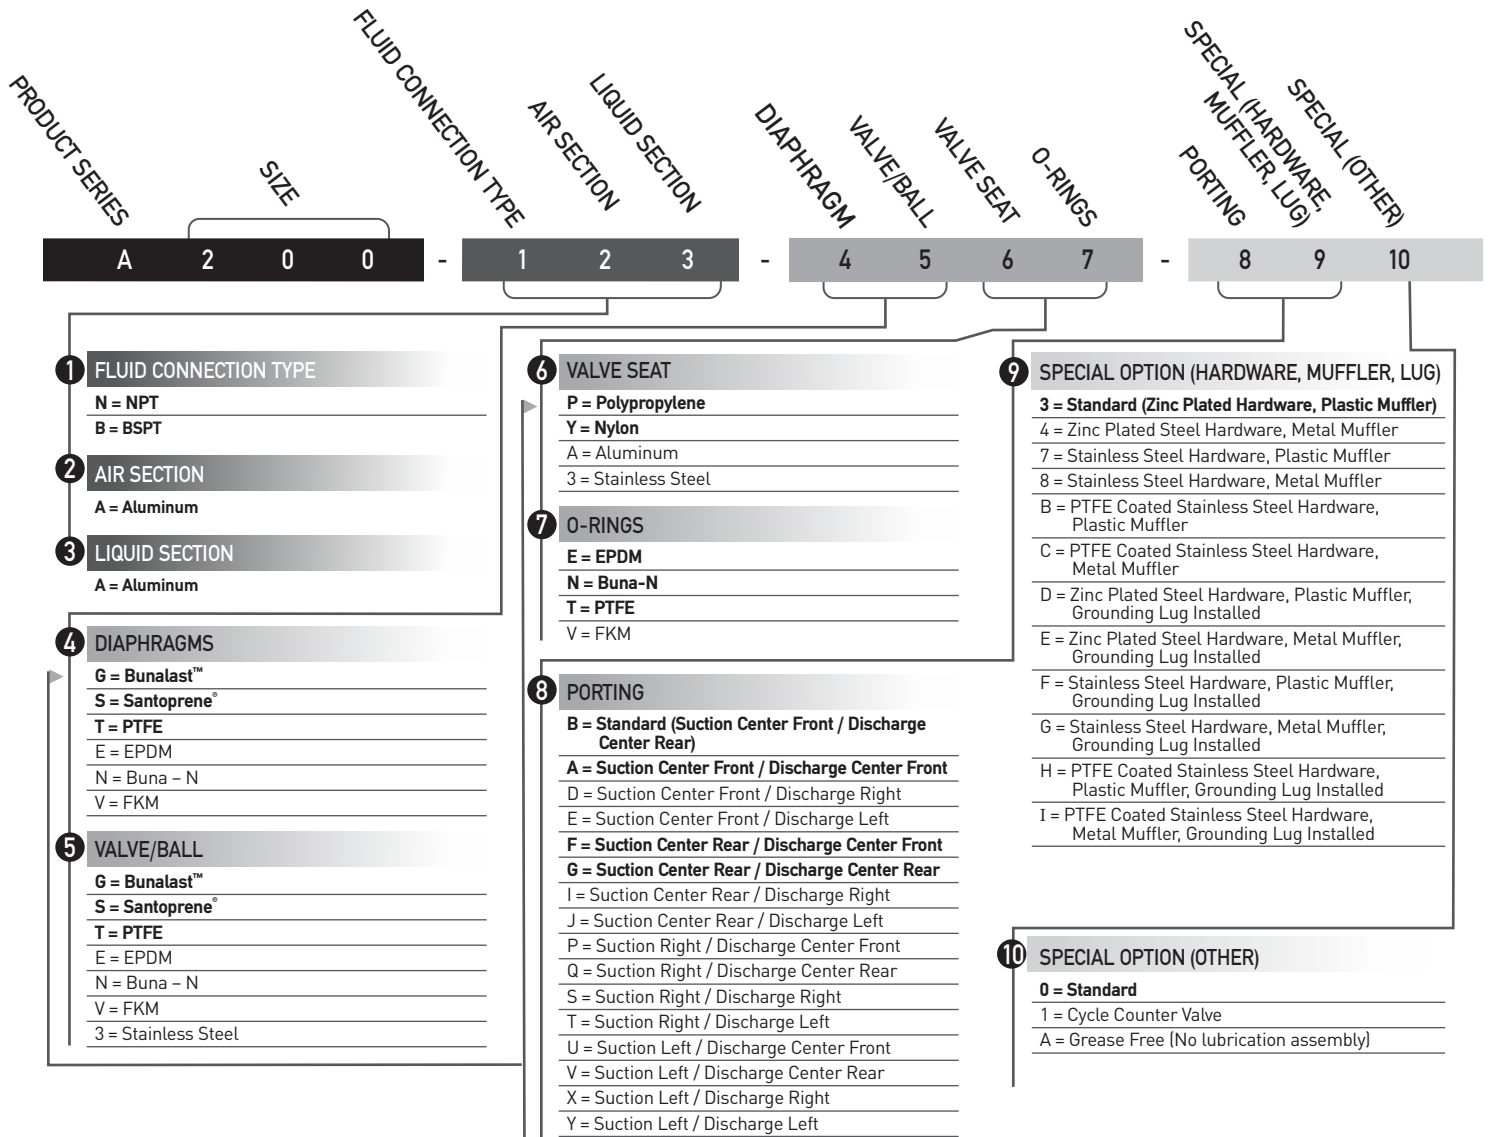 PRODUCT SERIES
SIZE
FLUID CONNECTION TYPE
AIR SECTION
LIQUID SECTION
DIAPHRAGM
VALVE/BALL
VALVE SEAT
O-RINGS
PORTING
SPECIAL (HARDWARE,
MUFFLER, LUG)
SPECIAL (OTHER)
A 2 0 0 - 1 2 3 - 4 5 6 7 - 8 9 10
1 FLUID CONNECTION TYPE
N = NPT
B = BSPT
2 AIR SECTION
A = Aluminum
3 LIQUID SECTION
A = Aluminum
4 DIAPHRAGMS
G = Bunalast™
S = Santoprene®
T = PTFE
E = EPDM
N = Buna – N
V = FKM
5 VALVE/BALL
G = Bunalast™
S = Santoprene®
T = PTFE
E = EPDM
N = Buna – N
V = FKM
3 = Stainless Steel
6 VALVE SEAT
P = Polypropylene
Y = Nylon
A = Aluminum
3 = Stainless Steel
7 O-RINGS
E = EPDM
N = Buna-N
T = PTFE
V = FKM
8 PORTING
B = Standard (Suction Center Front / Discharge
Center Rear)
A = Suction Center Front / Discharge Center Front
D = Suction Center Front / Discharge Right
E = Suction Center Front / Discharge Left
F = Suction Center Rear / Discharge Center Front
G = Suction Center Rear / Discharge Center Rear
I = Suction Center Rear / Discharge Right
J = Suction Center Rear / Discharge Left
P = Suction Right / Discharge Center Front
Q = Suction Right / Discharge Center Rear
S = Suction Right / Discharge Right
T = Suction Right / Discharge Left
U = Suction Left / Discharge Center Front
V = Suction Left / Discharge Center Rear
X = Suction Left / Discharge Right
Y = Suction Left / Discharge Left
9 SPECIAL OPTION (HARDWARE, MUFFLER, LUG)
3 = Standard (Zinc Plated Hardware, Plastic Muffler)
4 = Zinc Plated Steel Hardware, Metal Muffler
7 = Stainless Steel Hardware, Plastic Muffler
8 = Stainless Steel Hardware, Metal Muffler
B = PTFE Coated Stainless Steel Hardware,
Plastic Muffler
C = PTFE Coated Stainless Steel Hardware,
Metal Muffler
D = Zinc Plated Steel Hardware, Plastic Muffler,
Grounding Lug Installed
E = Zinc Plated Steel Hardware, Metal Muffler,
Grounding Lug Installed
F = Stainless Steel Hardware, Plastic Muffler,
Grounding Lug Installed
G = Stainless Steel Hardware, Metal Muffler,
Grounding Lug Installed
H = PTFE Coated Stainless Steel Hardware,
Plastic Muffler, Grounding Lug Installed
I = PTFE Coated Stainless Steel Hardware,
Metal Muffler, Grounding Lug Installed
10 SPECIAL OPTION (OTHER)
0 = Standard
1 = Cycle Counter Valve
A = Grease Free (No lubrication assembly)